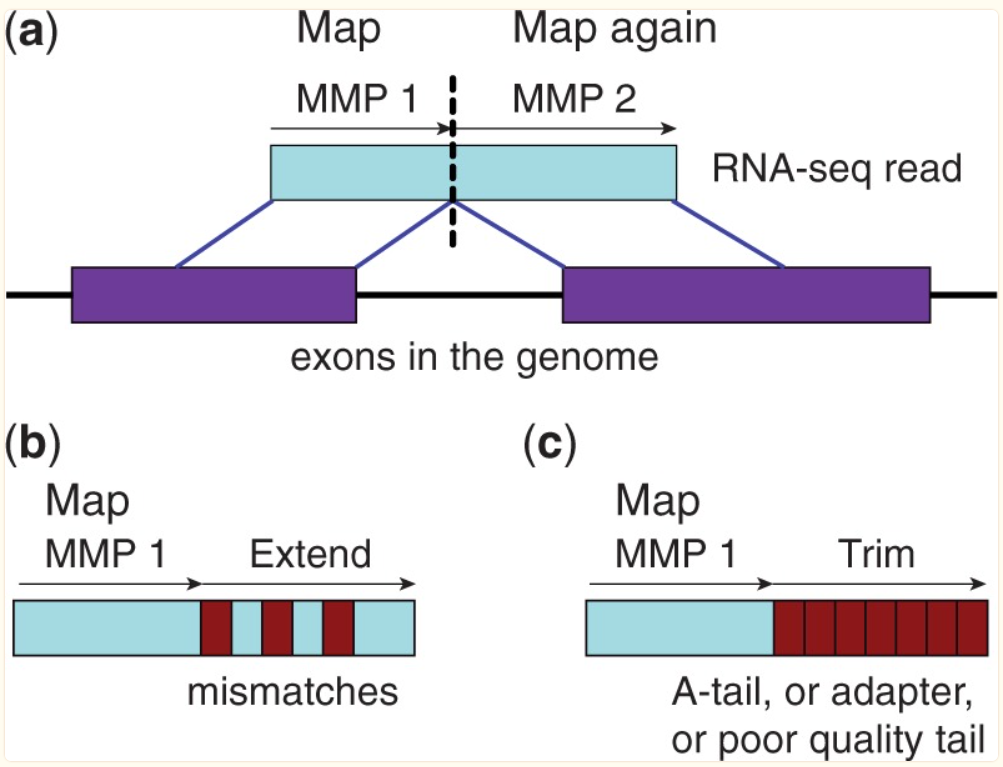 (a)
Map Map again
MMP 1 MMP 2
RNA-seq read
exons in the genome
(b)
Map
MMP 1 Extend
mismatches
(c)
Map
MMP 1 Trim
A-tail, or adapter,
or poor quality tail